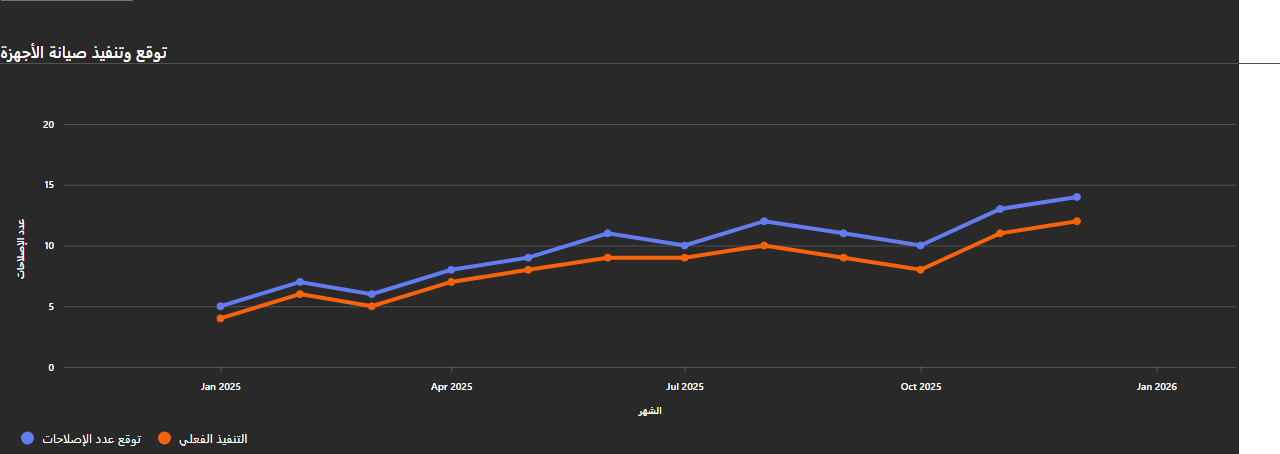 توقع وتنفيذ صيانة الأجهزة
20
15
10
5
0
عدد الإصلاحات
Jan 2025
Apr 2025
Jul 2025
Oct 2025
Jan 2026
الشهر
توقع عدد الإصلاحات
التنفيذ الفعلي